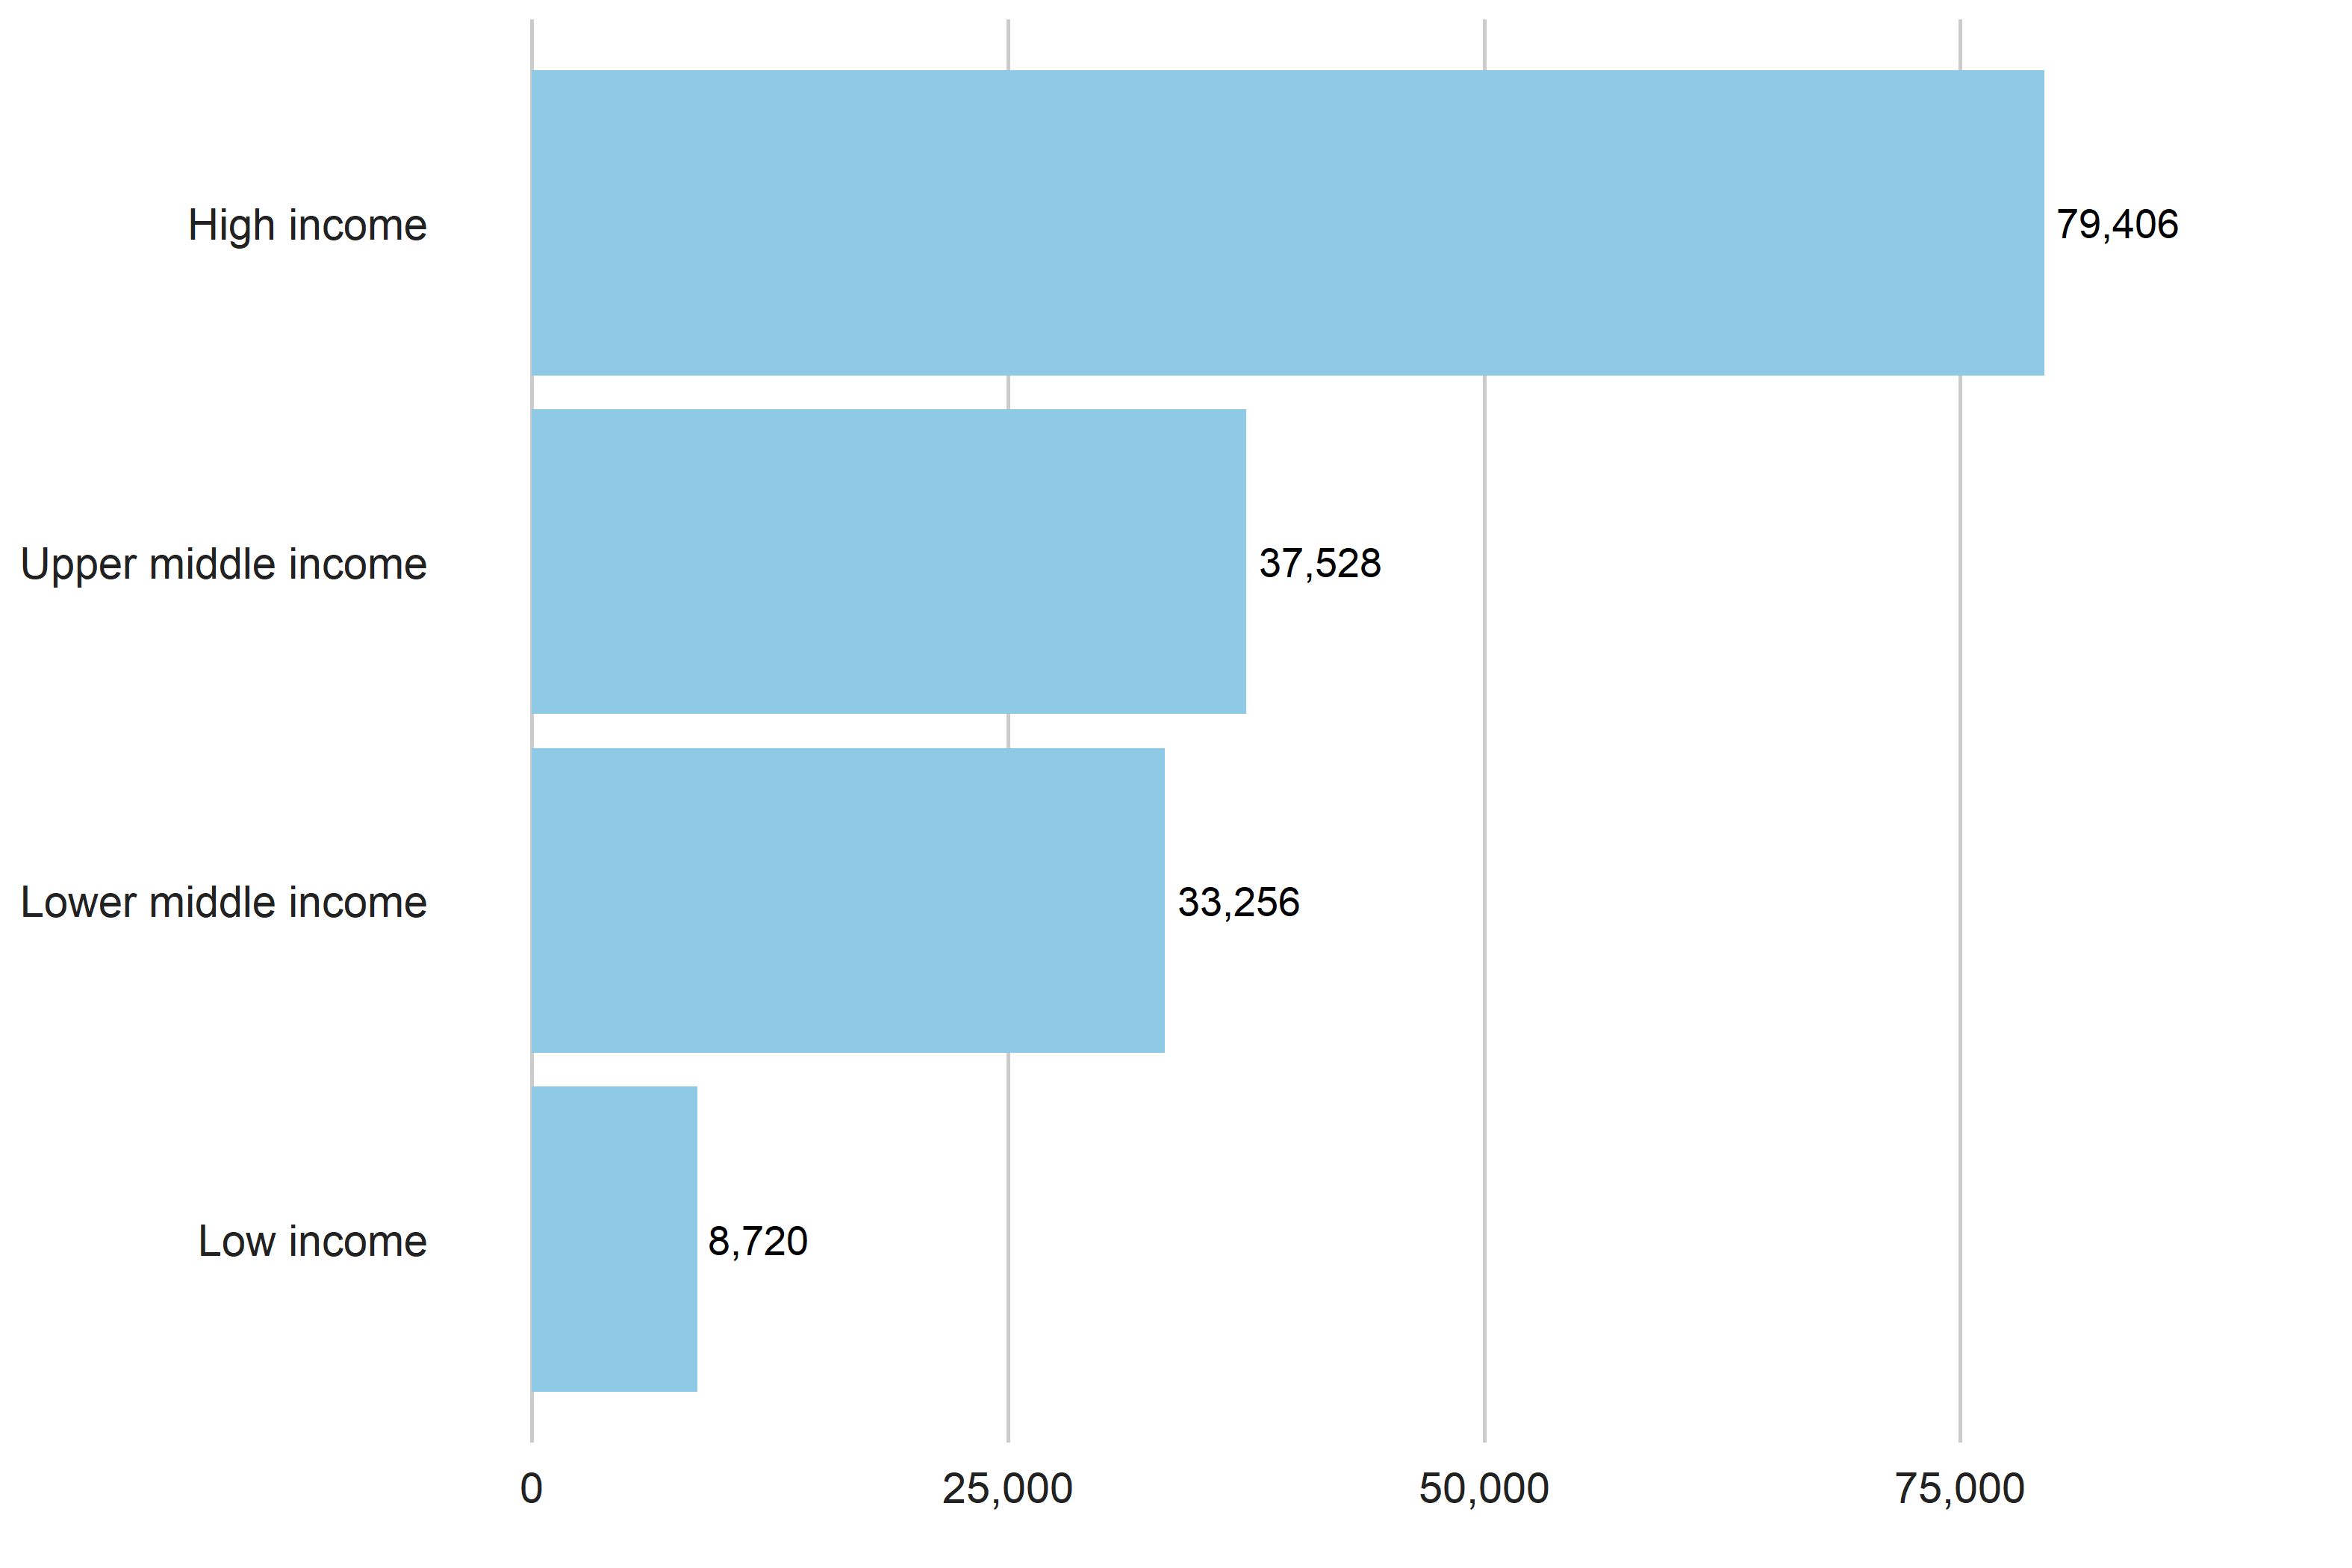 High income
79,406
Upper middle income
37,528
Lower middle income
33,256
Low income
8,720
0
25,000
50,000
75,000